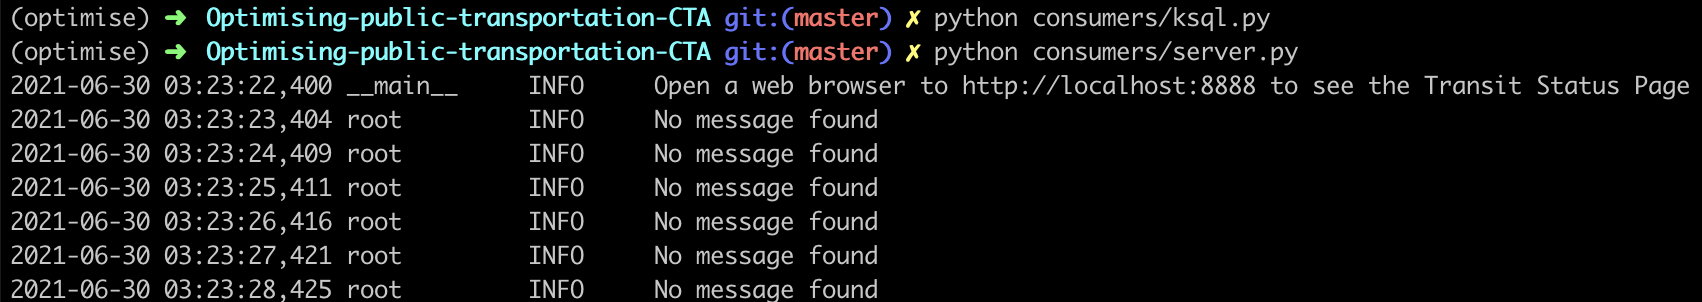 (optimise) ➜ Optimising-public-transportation-CTA git:(master) ✗ python consumers/ksql.py
(optimise) ➜ Optimising-public-transportation-CTA git:(master) ✗ python consumers/server.py
2021-06-30 03:23:22,400 __main__     INFO     Open a web browser to http://localhost:8888 to see the Transit Status Page
2021-06-30 03:23:23,404 root         INFO     No message found
2021-06-30 03:23:24,409 root         INFO     No message found
2021-06-30 03:23:25,411 root         INFO     No message found
2021-06-30 03:23:26,416 root         INFO     No message found
2021-06-30 03:23:27,421 root         INFO     No message found
2021-06-30 03:23:28,425 root         INFO     No message found